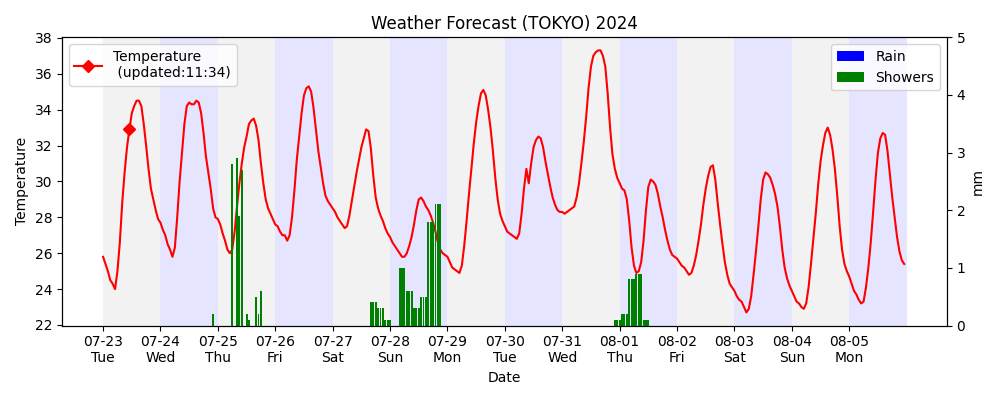 Weather Forecast (TOKYO) 2024
Temperature
(updated:11:34)
Rain
Showers
Temperature
38
36
34
32
30
28
26
24
22
5
4
3
2
1
0
mm
07-23 07-24 07-25 07-26 07-27 07-28 07-29 07-30 07-31 08-01 08-02 08-03 08-04 08-05
Tue Wed Thu Fri Sat Sun Mon Tue Wed Thu Fri Sat Sun Mon
Date